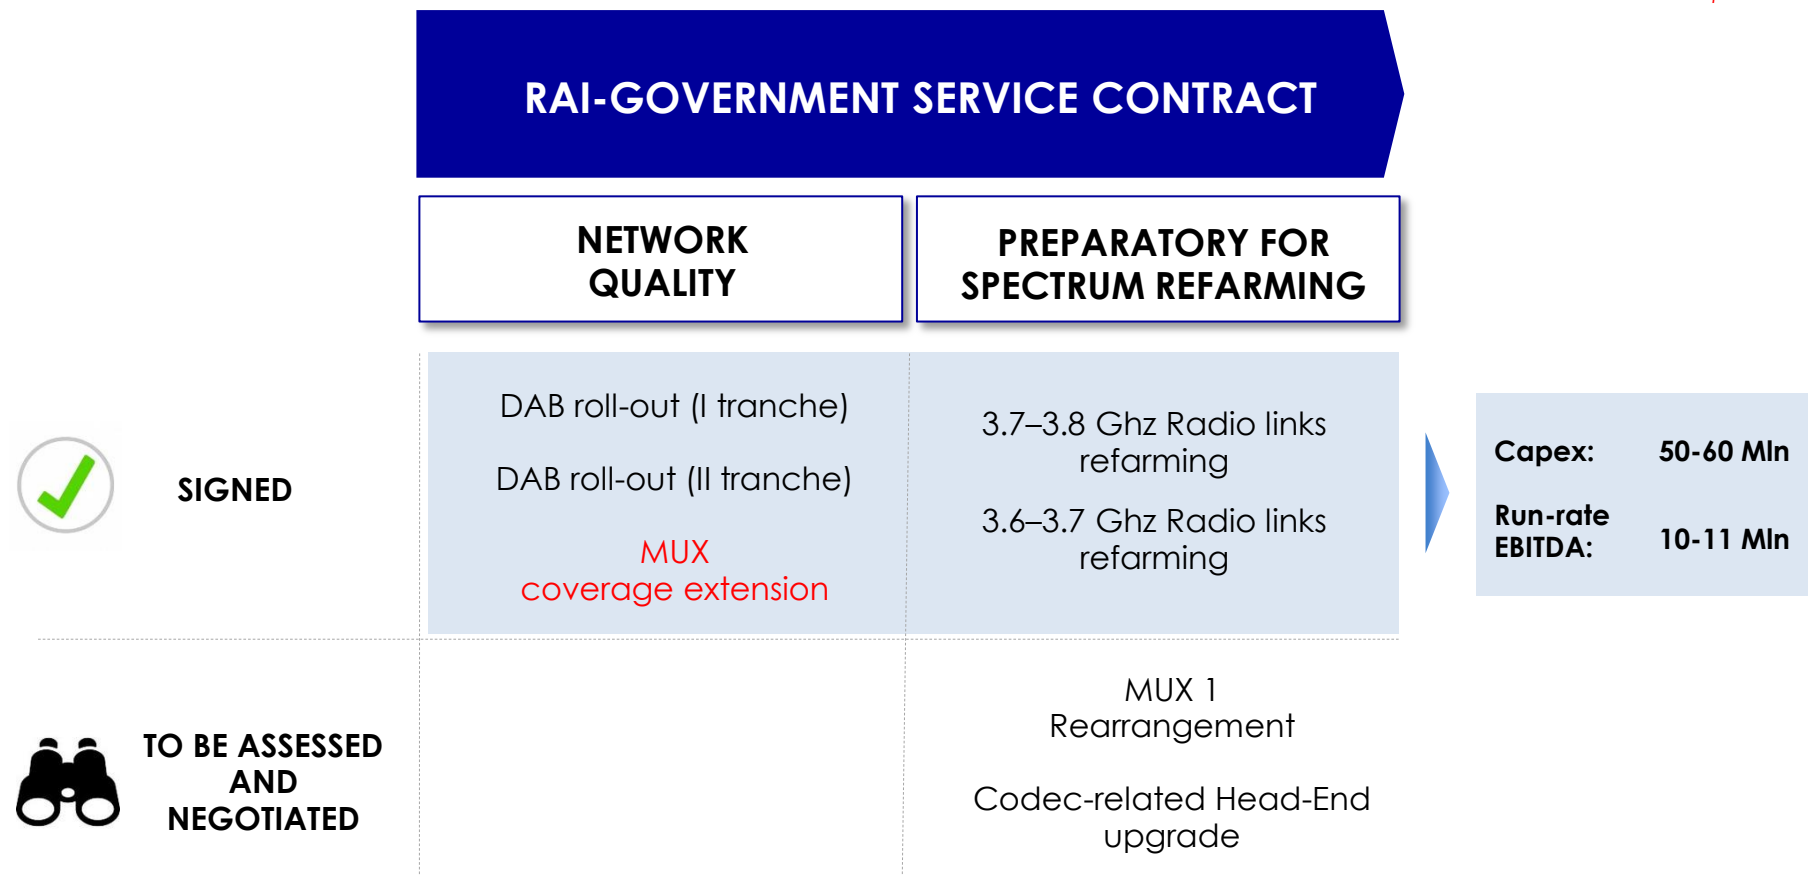 RAI-GOVERNMENT SERVICE CONTRACT
NETWORK
QUALITY
PREPARATORY FOR
SPECTRUM REFARMING
SIGNED
DAB roll-out (I tranche)
DAB roll-out (II tranche)
MUX
coverage extension
3.7–3.8 Ghz Radio links
refarming
3.6–3.7 Ghz Radio links
refarming
Capex: 50-60 Mln
Run-rate
EBITDA: 10-11 Mln
TO BE ASSESSED
AND
NEGOTIATED
MUX 1
Rearrangement
Codec-related Head-End
upgrade